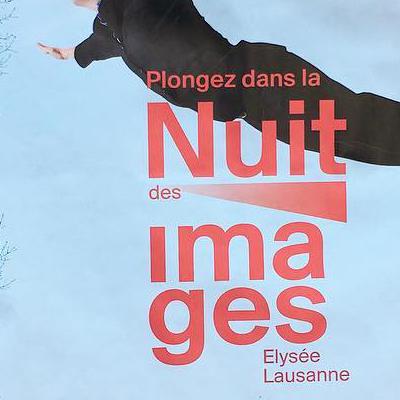 Plongez dans la
Nuit
des
ima
ges
Elysée
Lausanne